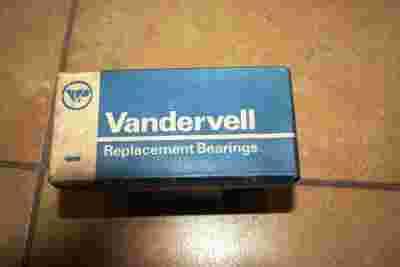 Vandervell
Replacement Bearings